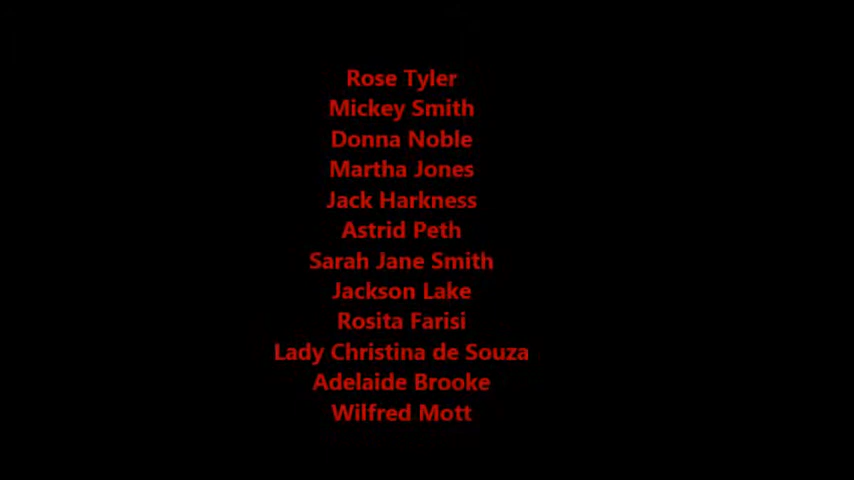 Rose Tyler
Mickey Smith
Donna Noble
Martha Jones
Jack Harkness
Astrid Peth
Sarah Jane Smith
Jackson Lake
Rosita Farisi
Lady Christina de Souza
Adelaide Brooke
Wilfred Mott